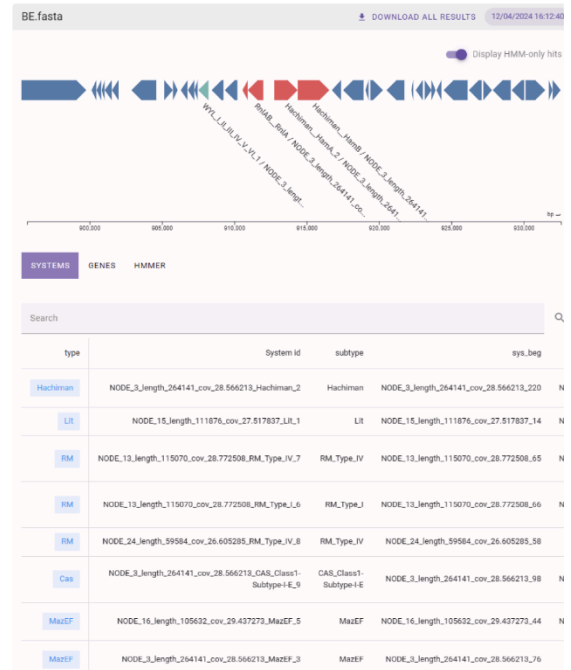 BE.fasta
DOWNLOAD ALL RESULTS 12/04/2024 16:12:40
Display HMM-only hits
WYL_I_II_III_IV_V_VI_1 / NODE_3_lengt...
RnlAB__RnlA / NODE_3_length_264141_co...
Hachiman__HamA_2 / NODE_3_length_2641...
Hachiman__HamB / NODE_3_length_264141...
900,000 905,000 910,000 915,000 920,000 925,000 930,000
SYSTEMS GENES HMMER
Search
type System id subtype sys_beg
Hachiman NODE_3_length_264141_cov_28.566213_Hachiman_2 Hachiman NODE_3_length_264141_cov_28.566213_220 N
Lit NODE_15_length_111876_cov_27.517837_Lit_1 Lit NODE_15_length_111876_cov_27.517837_14 N
RM NODE_13_length_115070_cov_28.772508_RM_Type_IV_7 RM_Type_IV NODE_13_length_115070_cov_28.772508_65 N
RM NODE_13_length_115070_cov_28.772508_RM_Type_I_6 RM_Type_I NODE_13_length_115070_cov_28.772508_66 N
RM NODE_24_length_59584_cov_26.605285_RM_Type_IV_8 RM_Type_IV NODE_24_length_59584_cov_26.605285_58
Cas NODE_3_length_264141_cov_28.566213_CAS_Class1-Subtype-I-E_9 CAS_Class1-Subtype-I-E NODE_3_length_264141_cov_28.566213_98 N
MazEF NODE_16_length_105632_cov_29.437273_MazEF_5 MazEF NODE_16_length_105632_cov_29.437273_44 N
MazEF NODE_3_length_264141_cov_28.566213_MazEF_3 MazEF NODE_3_length_264141_cov_28.566213_76 N